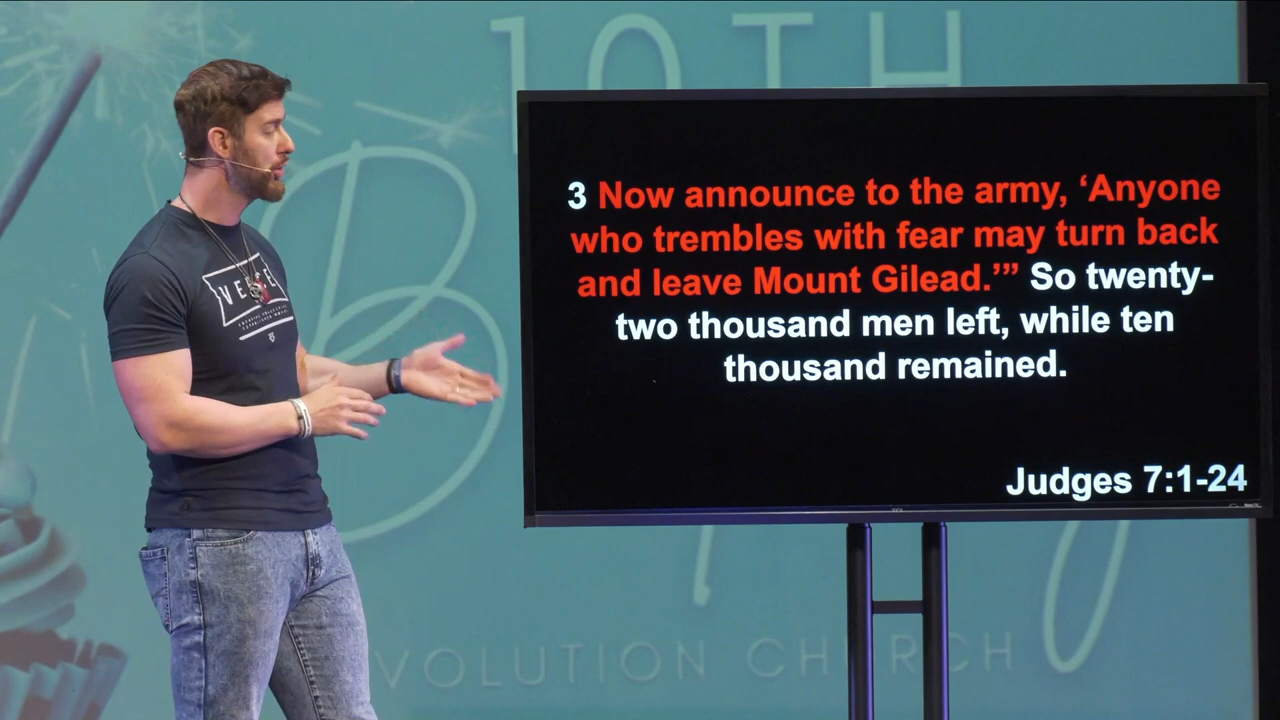 10TH
3 Now announce to the army, ‘Anyone
who trembles with fear may turn back
and leave Mount Gilead.’” So twenty-
two thousand men left, while ten
thousand remained.
Judges 7:1-24
VOLUTION CH RCH